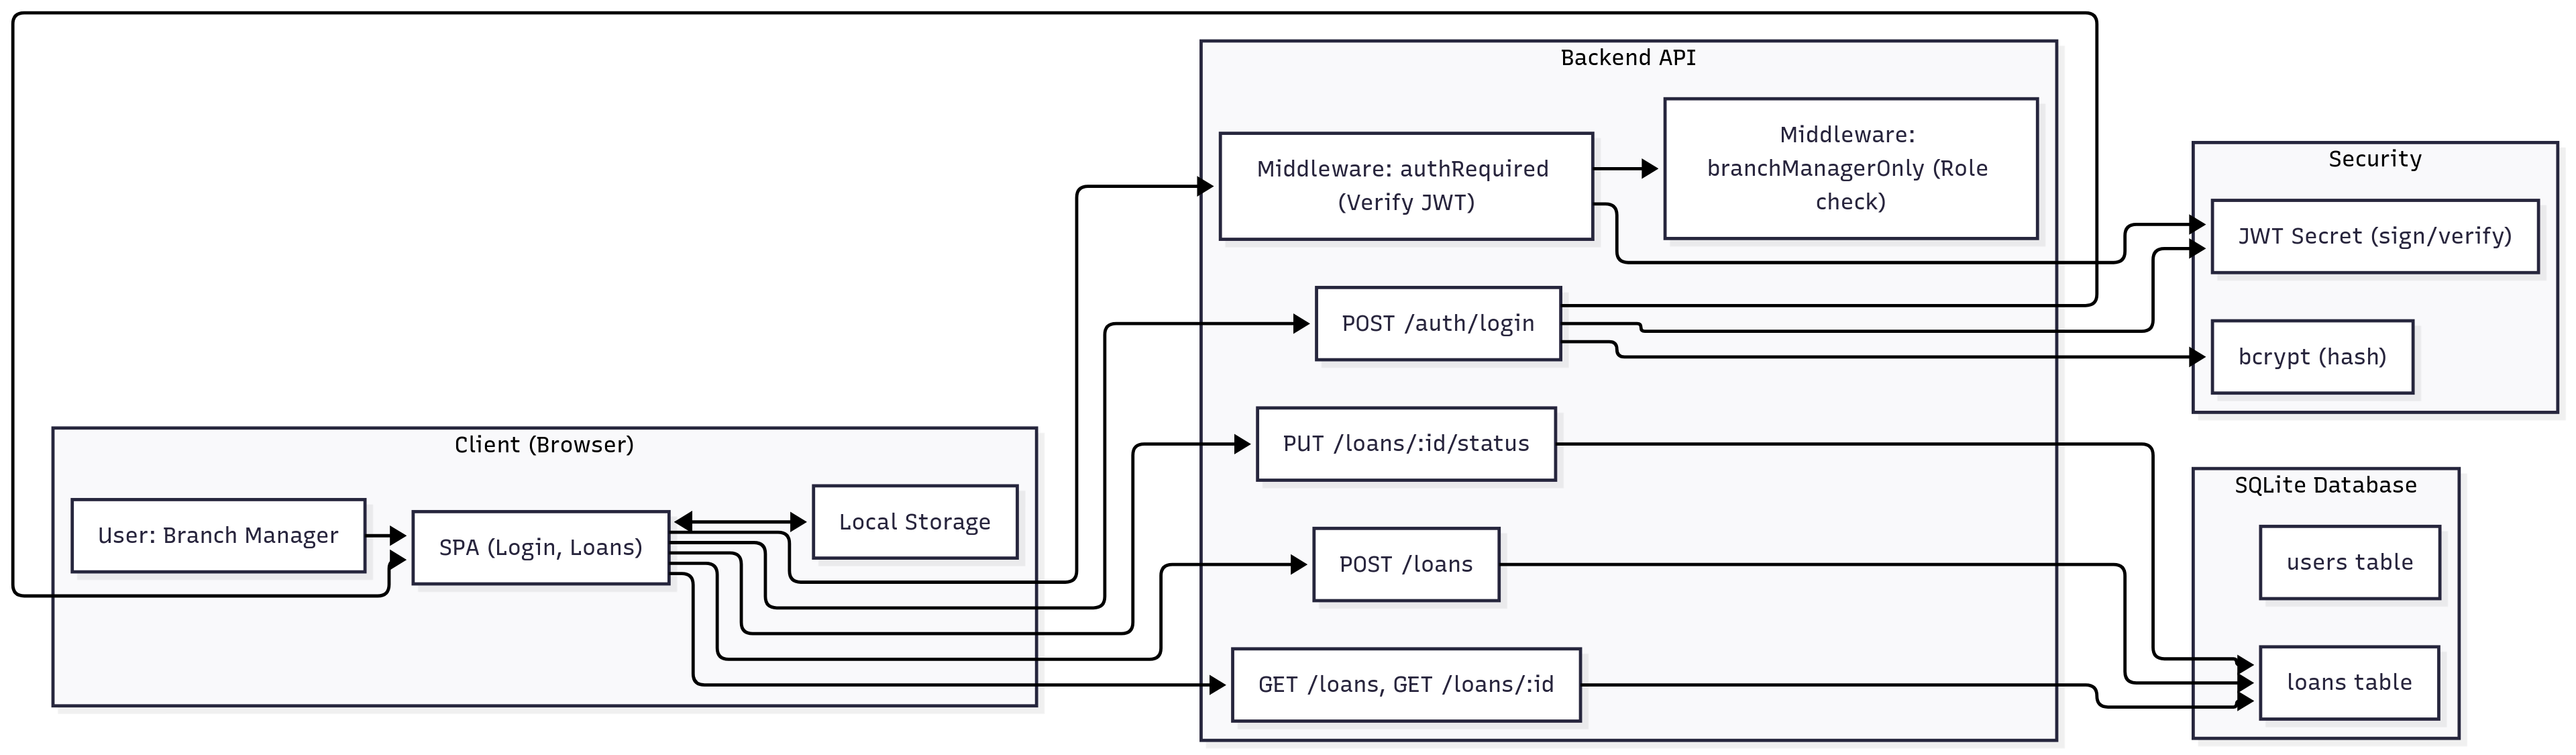 Backend API
Middleware: authRequired
(Verify JWT)
Middleware:
branchManagerOnly (Role
check)
Security
JWT Secret (sign/verify)
POST /auth/login
bcrypt (hash)
Client (Browser)
User: Branch Manager
SPA (Login, Loans)
Local Storage
PUT /loans/:id/status
POST /loans
GET /loans, GET /loans/:id
SQLite Database
users table
loans table